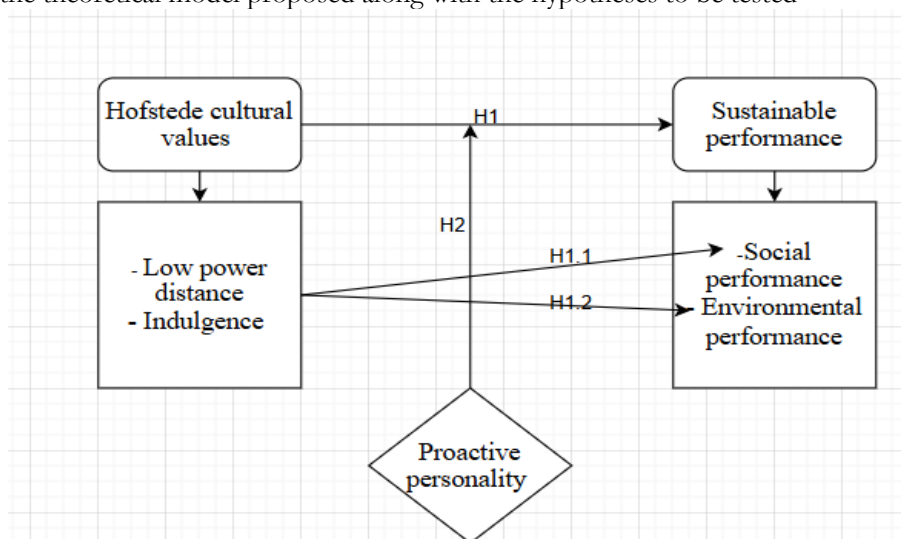 the theoretical model proposed along with the hypotheses to be tested
Hofstede cultural
values
H1
Sustainable
performance
H2
- Low power
distance
- Indulgence
H1.1
H1.2
-Social
performance
- Environmental
performance
Proactive
personality